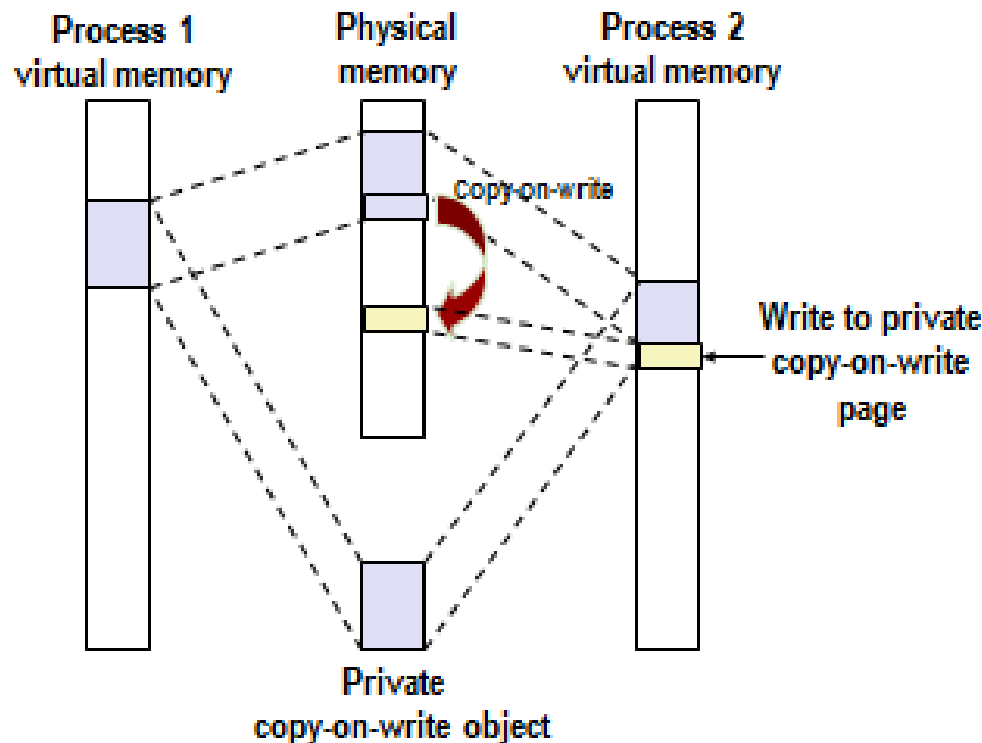 Process 1
virtual memory
Physical
memory
Process 2
virtual memory
Copy-on-write
Write to private
copy-on-write
page
Private
copy-on-write object